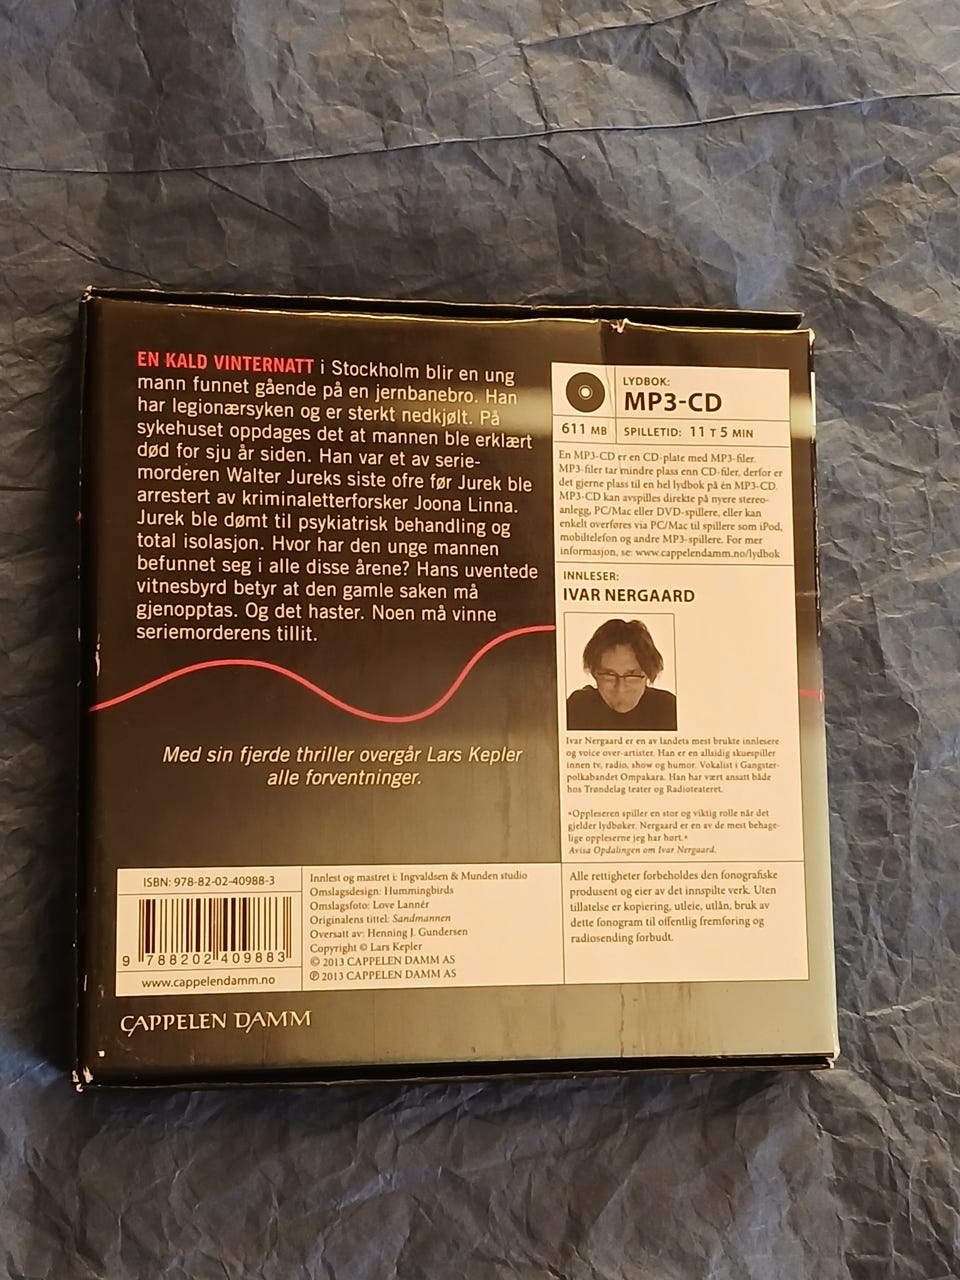 EN KALD VINTERNATT i Stockholm blir en ung
mann funnet gående på en jernbanebro. Han
har legionærsyken og er sterkt nedkjølt. På
sykehuset oppdages det at mannen ble erklært
død for sju år siden. Han var et av serie-
morderen Walter Jureks siste ofre før Jurek ble
arrestert av kriminaletterforsker Joona Linna.
Jurek ble dømt til psykiatrisk behandling og
total isolasjon. Hvor har den unge mannen
befunnet seg i alle disse årene? Hans uventede
vitnesbyrd betyr at den gamle saken må
gjenopptas. Og det haster. Noen må vinne
seriemorderens tillit.
Med sin fjerde thriller overgår Lars Kepler
alle forventninger.
LYDBOK:
MP3-CD
611 MB
SPILLETID: 11 T 5 MIN
En MP3-CD er en CD-plate med MP3-filer.
MP3-filer tar mindre plass enn CD-filer, derfor er
det gjerne plass til en hel lydbok på én MP3-CD.
MP3-CD kan avspilles direkte på nyere stereo-
anlegg, PC/Mac eller DVD-spillere, eller kan
enkelt overføres via PC/Mac til spillere som iPod,
mobiltelefon og andre MP3-spillere. For mer
informasjon, se: www.cappelendamm.no/lydbok
INNLESER:
IVAR NERGAARD
Ivar Nergaard er en av landets mest brukte innlesere
og voice over-artister. Han er en allsidig skuespiller
innen tv, radio, show og humor. Vokalist i Gangster-
polkabandet Ompakara. Han har vært ansatt både
hos Trøndelag teater og Radioteateret.
«Oppleseren spiller en stor og viktig rolle når det
gjelder lydbøker. Nergaard er en av de mest behage-
lige oppleserne jeg har hørt.»
Avisa Opdalingen om Ivar Nergaard.
ISBN: 978-82-02-40988-3
9 788202 409883
www.cappelendamm.no
Innlest og mastret i: Ingvaldsen & Munden studio
Omslagsdesign: Hummingbirds
Omslagsfoto: Love Lannér
Originalens tittel: Sandmannen
Oversatt av: Henning J. Gundersen
Copyright © Lars Kepler
© 2013 CAPPELEN DAMM AS
℗ 2013 CAPPELEN DAMM AS
Alle rettigheter forbeholdes den fonografiske
produsent og eier av det innspilte verk. Uten
tillatelse er kopiering, utleie, utlån, bruk av
dette fonogram til offentlig fremføring og
radiosending forbudt.
CAPPELEN DAMM